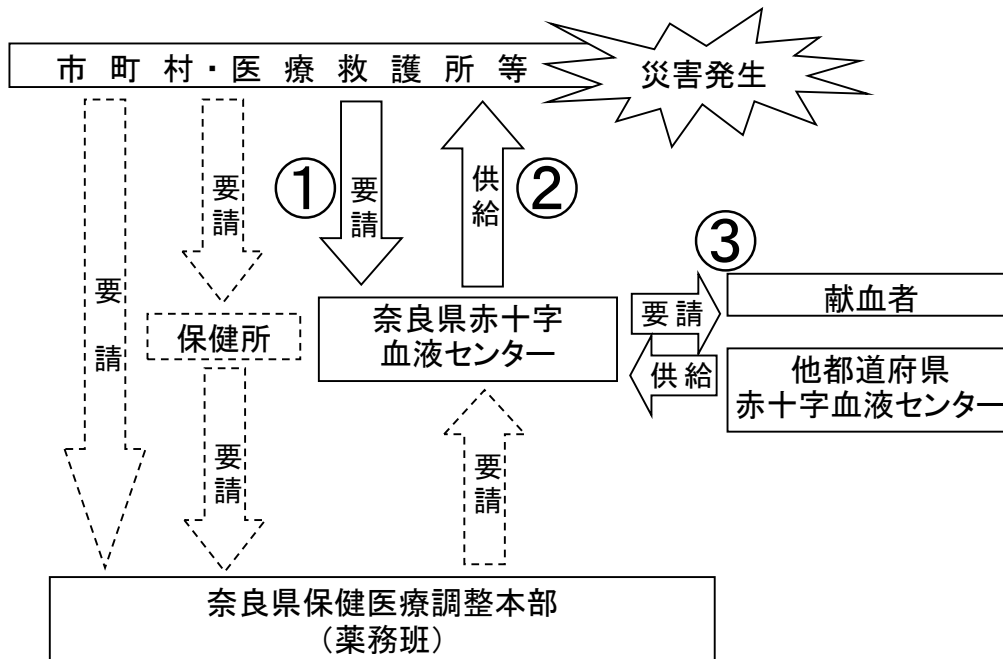 市町村・医療救護所等
災害発生
要請
要請
①
要請
供給
②
③
要請
供給
献血者
他都道府県
赤十字血液センター
保健所
奈良県赤十字
血液センター
要請
要請
奈良県保健医療調整本部
（薬務班）